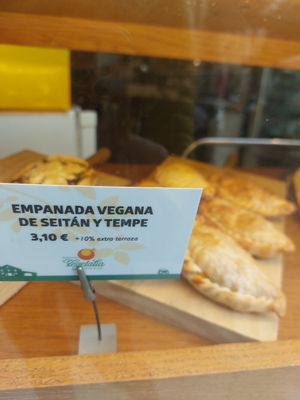 EMPANADA VEGANA
DE SEITÁN Y TEMPE
3,10 € +10% extra terraza